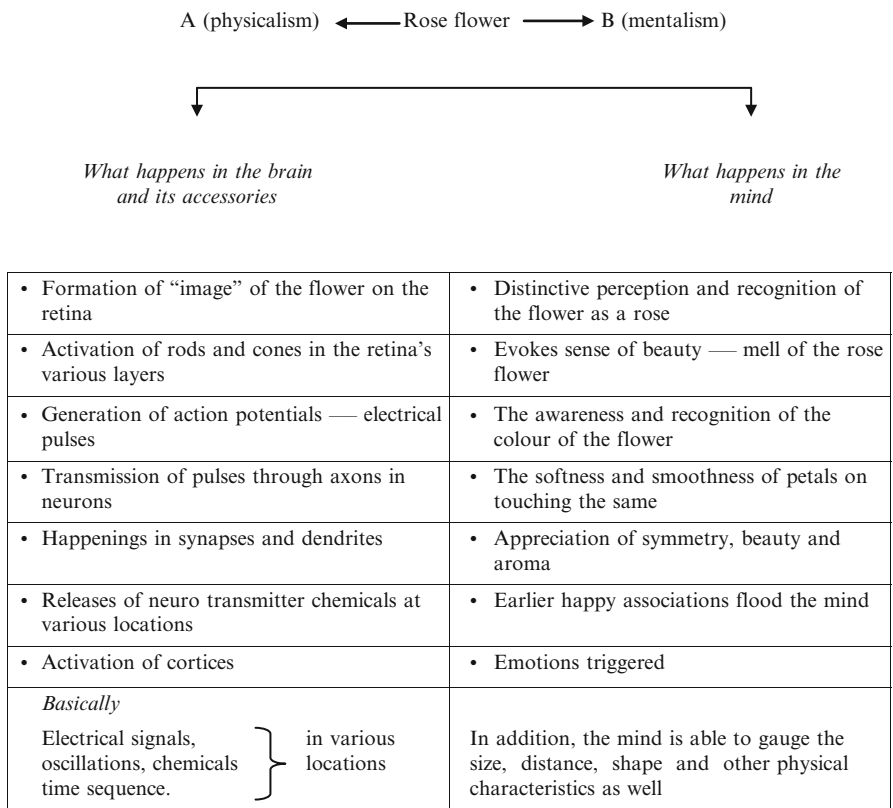 A (physicalism) Rose flower B (mentalism)
What happens in the brain
and its accessories
What happens in the
mind
• Formation of “image” of the flower on the
retina
• Distinctive perception and recognition of
the flower as a rose
• Activation of rods and cones in the retina's
various layers
• Evokes sense of beauty — mell of the rose
flower
• Generation of action potentials — electrical
pulses
• The awareness and recognition of the
colour of the flower
• Transmission of pulses through axons in
neurons
• The softness and smoothness of petals on
touching the same
• Happenings in synapses and dendrites
• Appreciation of symmetry, beauty and
aroma
• Releases of neuro transmitter chemicals at
various locations
• Earlier happy associations flood the mind
• Activation of cortices
• Emotions triggered
Basically
Electrical signals,
oscillations, chemicals
time sequence.
in various
locations
In addition, the mind is able to gauge the
size, distance, shape and other physical
characteristics as well